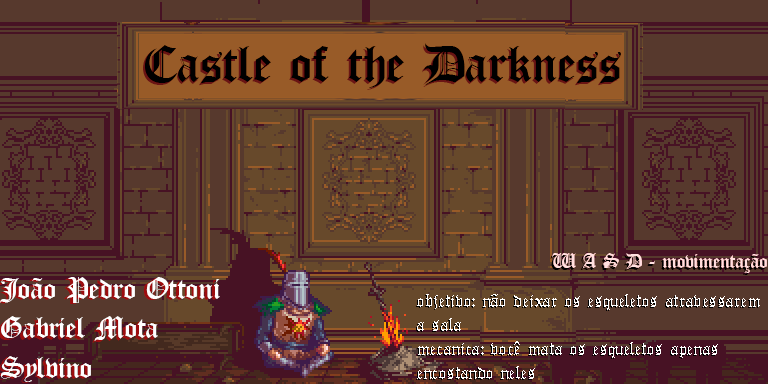 Castle of the Darkness
W A S D - movimentação
João Pedro Ottoni
Gabriel Mota
Sylvino
objetivo: não deixar os esqueletos atrabessarem
a sala
mecanica: você mata os esqueletos apenas
encostando neles